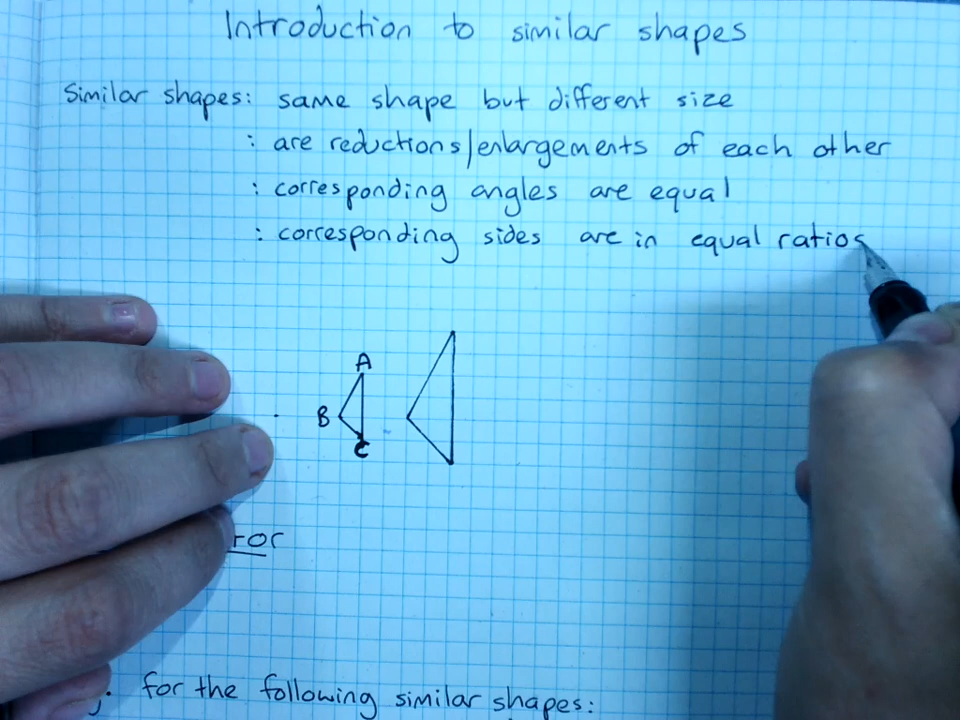 Introduction to similar shapes
Similar shapes: same shape but different size
: are reductions/enlargements of each other
: corresponding angles are equal
: corresponding sides are in equal ratios
A
B
C
for the following similar shapes: